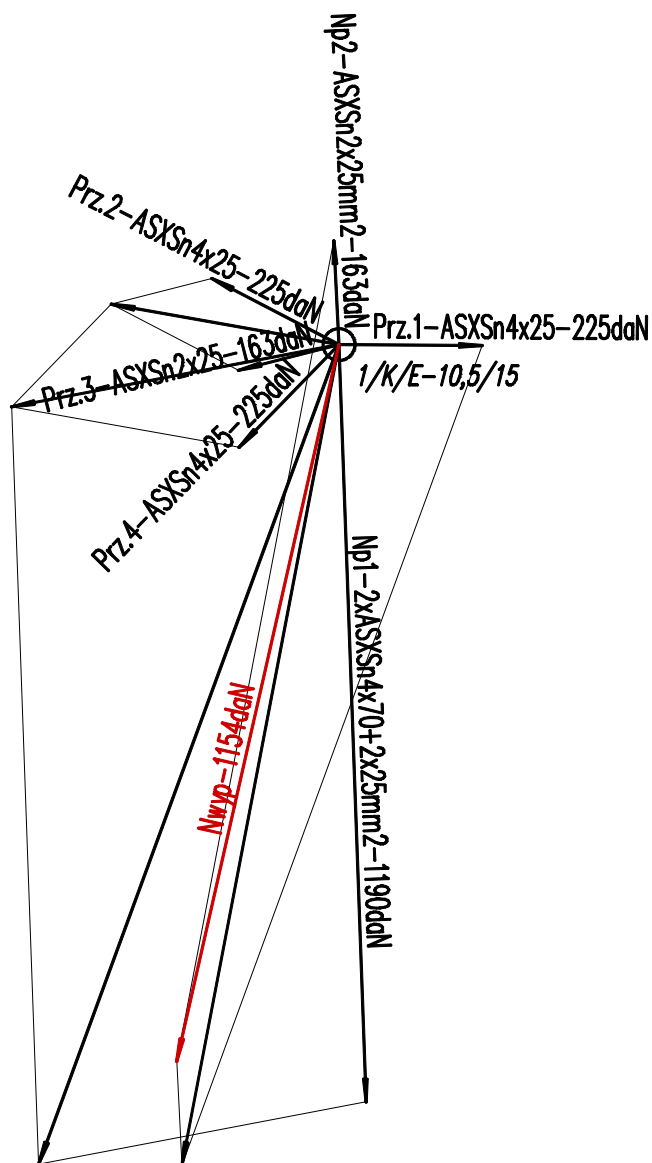 Np2-ASXSn2x25mm2-163daN
Prz.2-ASXSn4x25-225daN
Prz.1-ASXSn4x25-225daN
Prz.3-ASXSn2x25-163daN
1/K/E-10,5/15
Prz.4-ASXSn4x25-225daN
Np1-2xASXSn4x70+2x25mm2-1190daN
Nwyp-1154daN